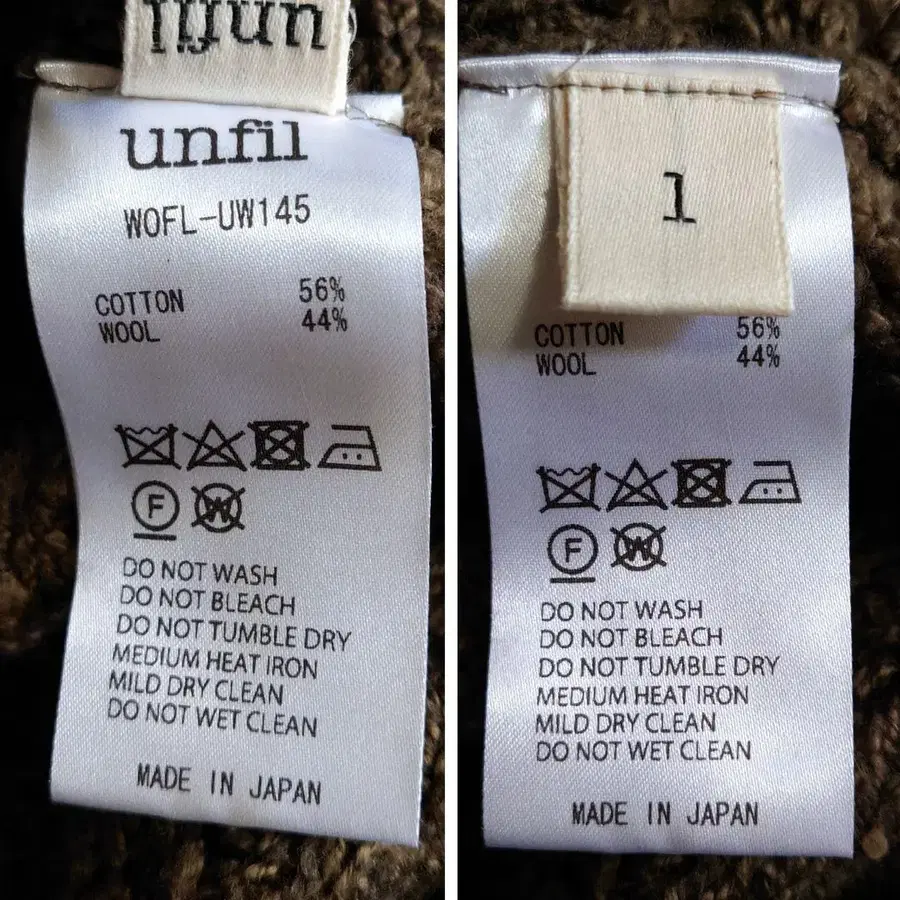 unfil
unfil
WOFL-UW145
COTTON 56%
WOOL 44%
F
W
DO NOT WASH
DO NOT BLEACH
DO NOT TUMBLE DRY
MEDIUM HEAT IRON
MILD DRY CLEAN
DO NOT WET CLEAN
MADE IN JAPAN
1
COTTON 56%
WOOL 44%
F
W
DO NOT WASH
DO NOT BLEACH
DO NOT TUMBLE DRY
MEDIUM HEAT IRON
MILD DRY CLEAN
DO NOT WET CLEAN
MADE IN JAPAN